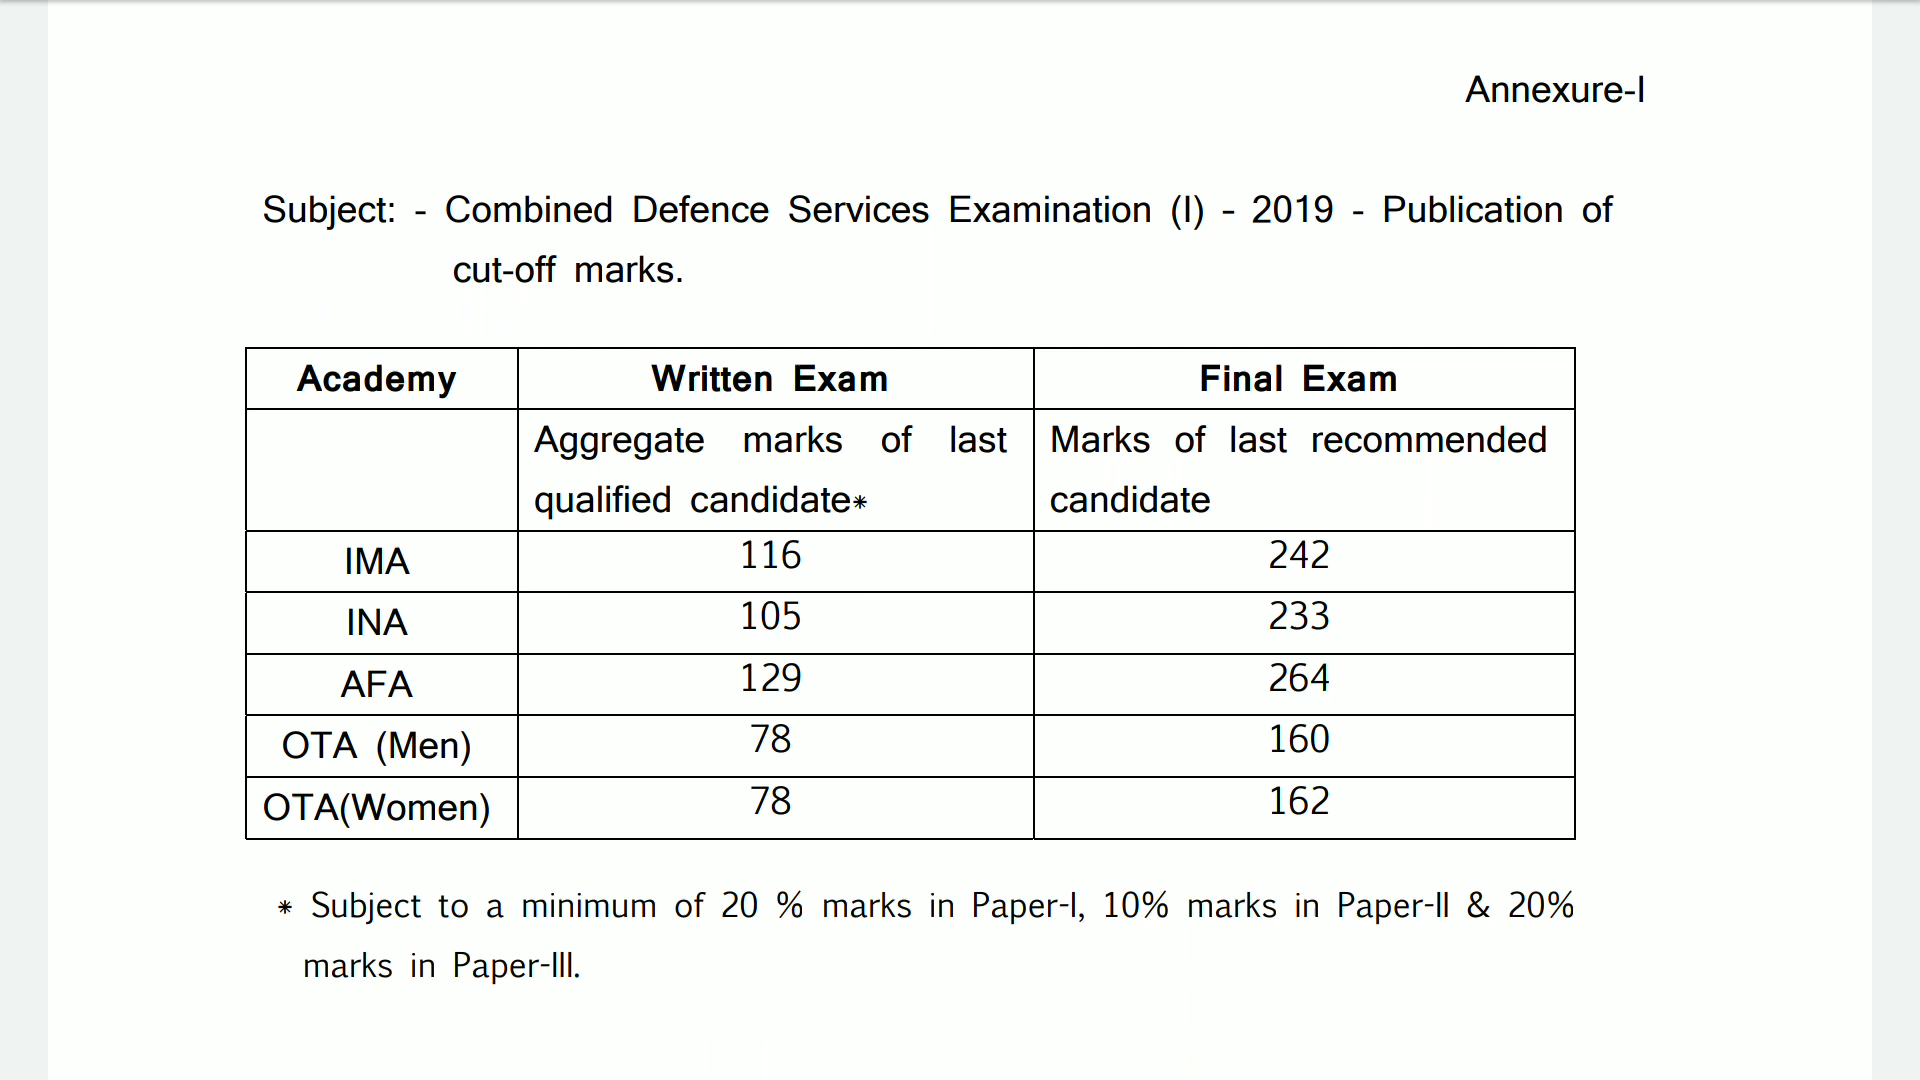 Annexure-I
Subject: - Combined Defence Services Examination (I) - 2019 - Publication of
cut-off marks.
Academy Written Exam Final Exam
Aggregate marks of last Marks of last recommended
qualified candidate* candidate
IMA 116 242
INA 105 233
AFA 129 264
OTA (Men) 78 160
OTA(Women) 78 162
* Subject to a minimum of 20 % marks in Paper-I, 10% marks in Paper-II & 20%
marks in Paper-III.